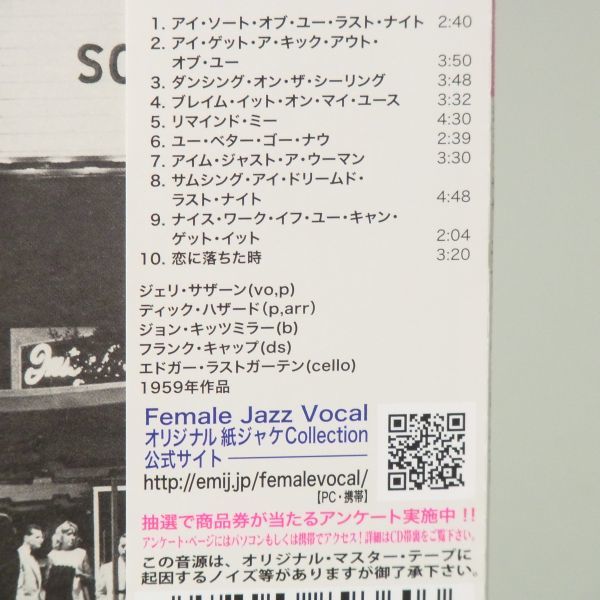 SO
1. アイ・ソート・オブ・ユー・ラスト・ナイト 2:40
2. アイ・ゲット・ア・キック・アウト・
オブ・ユー 3:50
3. ダンシング・オン・ザ・シーリング 3:48
4. ブレイム・イット・オン・マイ・ユース 3:32
5. リマインド・ミー 4:30
6. ユー・ベター・ゴー・ナウ 2:39
7. アイム・ジャスト・ア・ウーマン 3:30
8. サムシング・アイ・ドリームド・
ラスト・ナイト 4:48
9. ナイス・ワーク・イフ・ユー・キャン・
ゲット・イット 2:04
10. 恋に落ちた時 3:20
ジェリ・サザーン(vo,p)
ディック・ハザード(p,arr)
ジョン・キッツミラー(b)
フランク・キャップ(ds)
エドガー・ラストガーテン(cello)
1959年作品
Female Jazz Vocal
オリジナル 紙ジャケCollection
公式サイト
http://emij.jp/femalevocal/
【PC・携帯】
抽選で商品券が当たるアンケート実施中!!
アンケート・ページにはパソコンもしくは携帯でアクセス!詳細はCD帯裏をご覧下さい。
この音源は、オリジナル・マスター・テープに
起因するノイズ等がありますが御了承下さい。